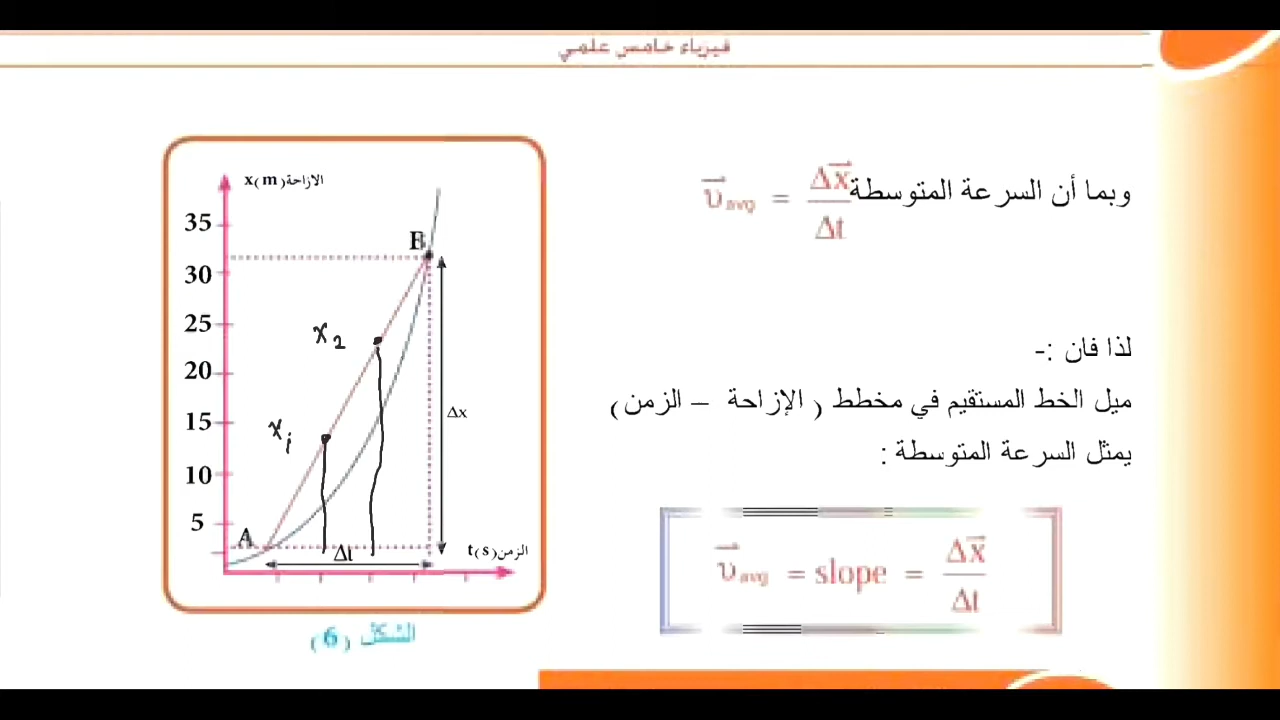 فيزياء خامس علمي
وبما أن السرعة المتوسطة v⃗avg = Δx⃗/Δt
لذا فان :-
ميل الخط المستقيم في مخطط ( الإزاحة – الزمن )
يمثل السرعة المتوسطة :
v⃗avg = slope = Δx⃗/Δt
x(m) الازاحة
35
30
25
20
15
10
5
B
A
x2
xi
Δx
Δt
t(s) الزمن
الشكل (6)